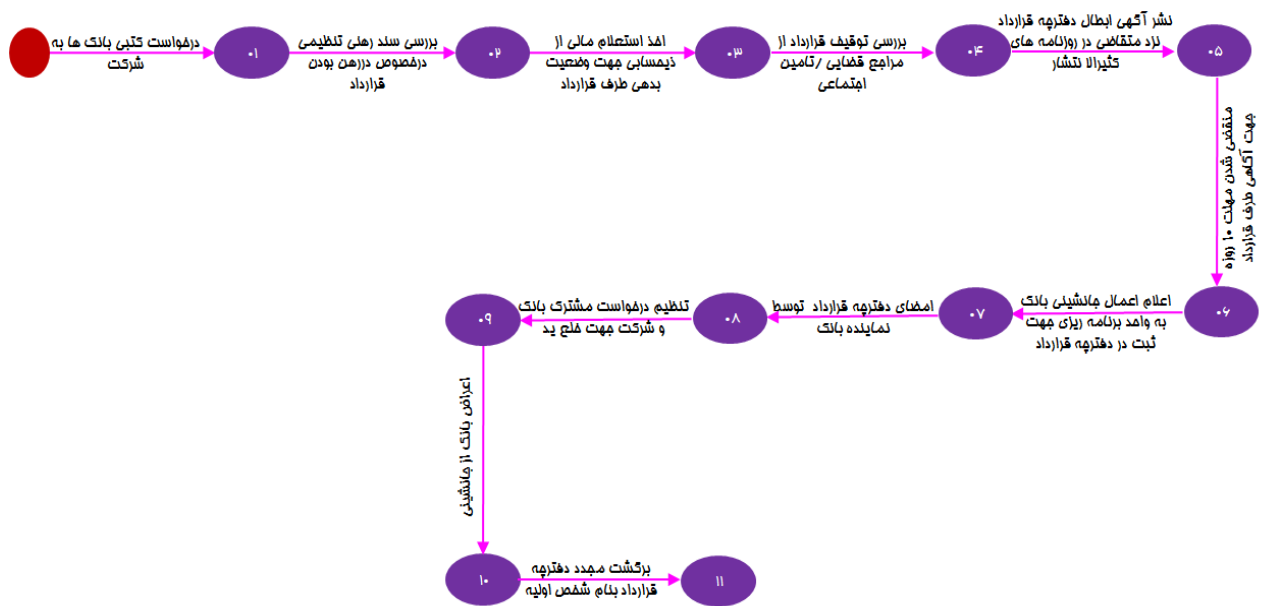 درخواست کتبی بانک ها به
شرکت
۰۱
بررسی سند رهنی تنظیمی
درخصوص دررهن بودن
قرارداد
۰۲
اخذ استعلام مالی از
ذیحسابی جهت وضعیت
بدهی طرف قرارداد
۰۳
بررسی توقیف قرارداد از
مراجع قضایی /تامین
اجتماعی
۰۴
نشر آگهی ابطال دفترچه قرارداد
نزد متقاضی در روزنامه های
کثیرالا نتشار
۰۵
منقضی شدن مهلت ۱۰ روزه
جهت آگاهی طرف قرارداد
۰۶
اعلام اعمال جانشینی بانک
به واحد برنامه ریزی جهت
ثبت در دفترچه قرارداد
۰۷
امضای دفترچه قرارداد توسط
نماینده بانک
۰۸
تنظیم درخواست مشترک بانک
و شرکت جهت خلع ید
۰۹
اعراض بانک از جانشینی
۱۰
برگشت مجدد دفترچه
قرارداد بنام شخص اولیه
۱۱